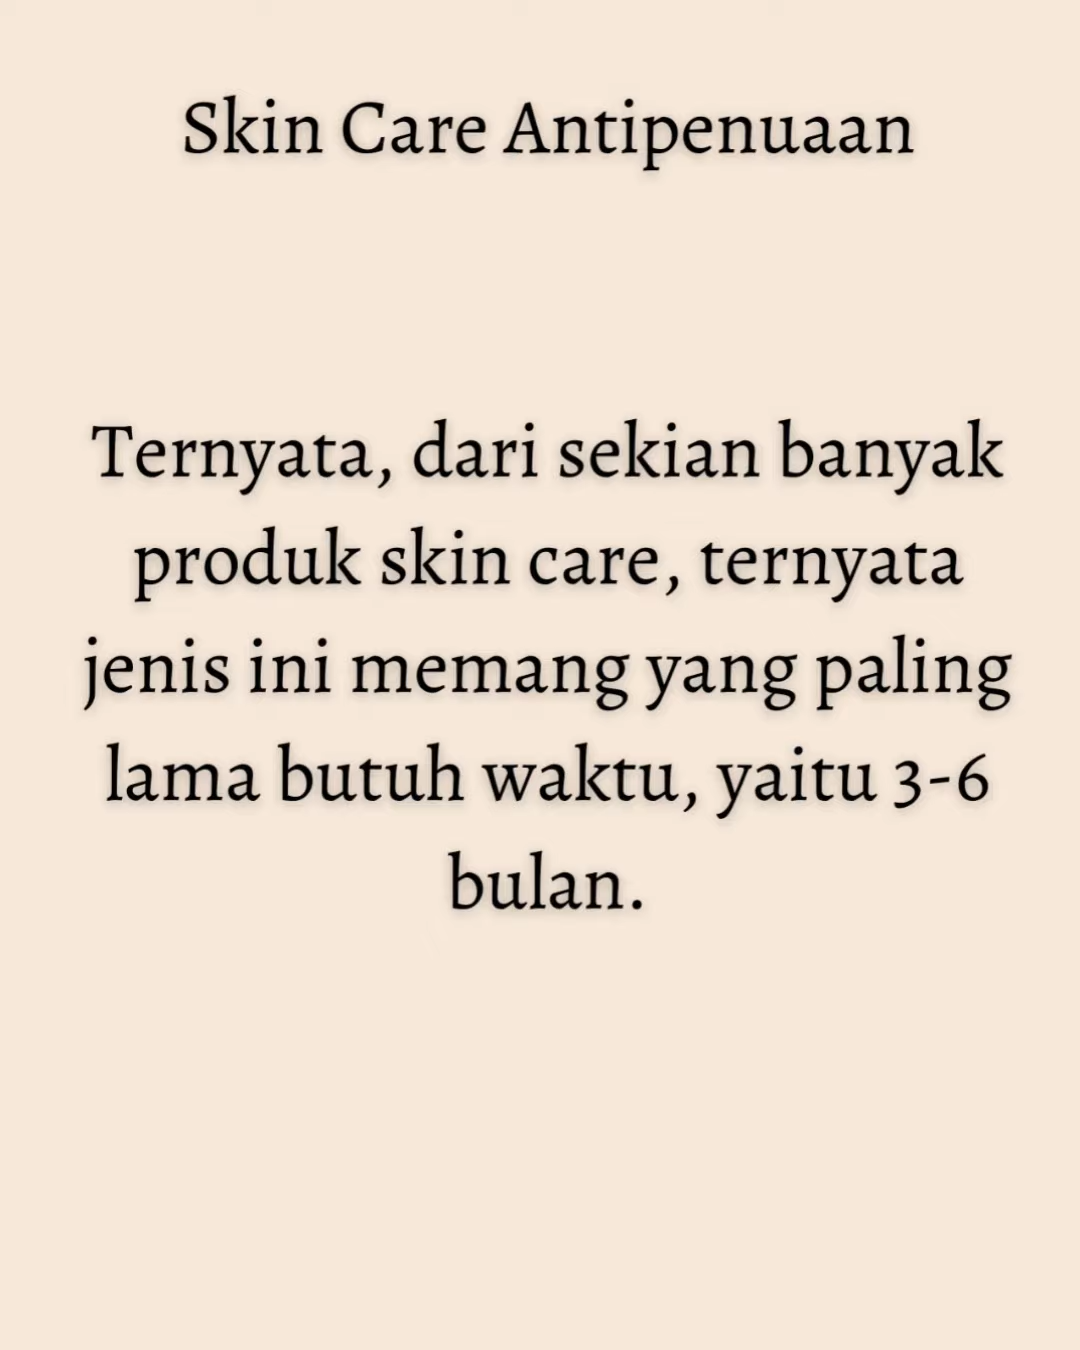 Skin Care Antipenuaan
Ternyata, dari sekian banyak
produk skin care, ternyata
jenis ini memang yang paling
lama butuh waktu, yaitu 3-6
bulan.